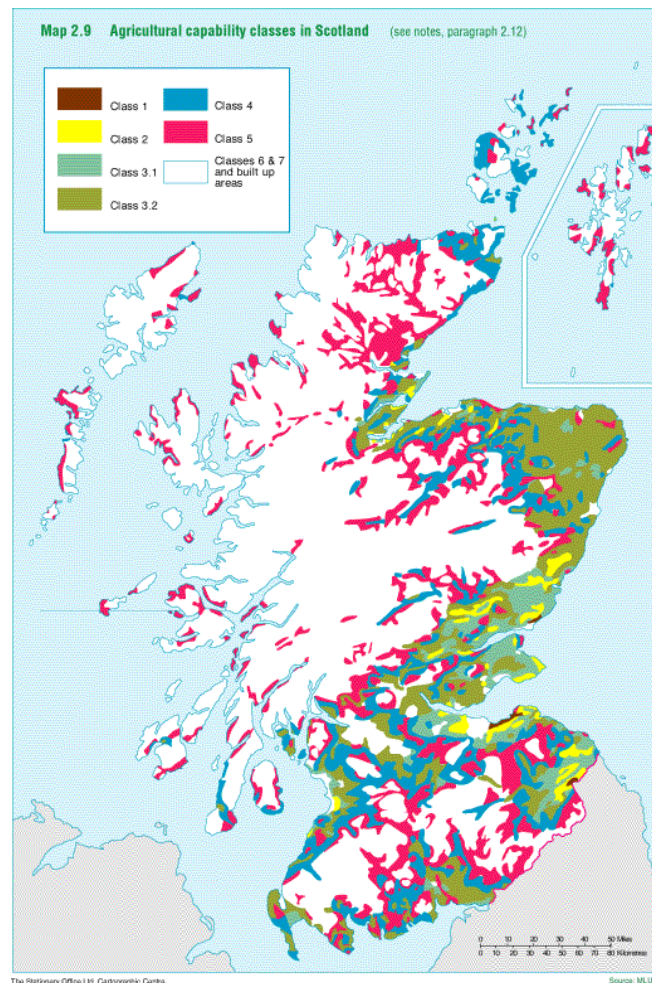 Map 2.9 Agricultural capability classes in Scotland (see notes, paragraph 2.12)
Class 1
Class 2
Class 3.1
Class 3.2
Class 4
Class 5
Classes 6 & 7
and built up
areas
0 10 20 30 40 50 Miles
0 10 20 30 40 50 60 70 80 Kilometres
The Stationery Office Ltd. Cartographic Centre
Source: MLU